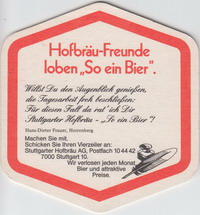 Hofbräu-Freunde
loben „So ein Bier“.
Willst Du den Augenblick genießen,
die Tagesarbeit froh beschließen:
Für diesen Fall da rat' ich Dir
Stuttgarter Hofbräu - „So ein Bier“!
Hans-Dieter Frauer, Herrenberg
Machen Sie mit.
Schicken Sie Ihren Vierzeiler an:
Stuttgarter Hofbräu AG, Postfach 10 44 42
7000 Stuttgart 10.
Wir verlosen jeden Monat
Bier und attraktive
Preise.